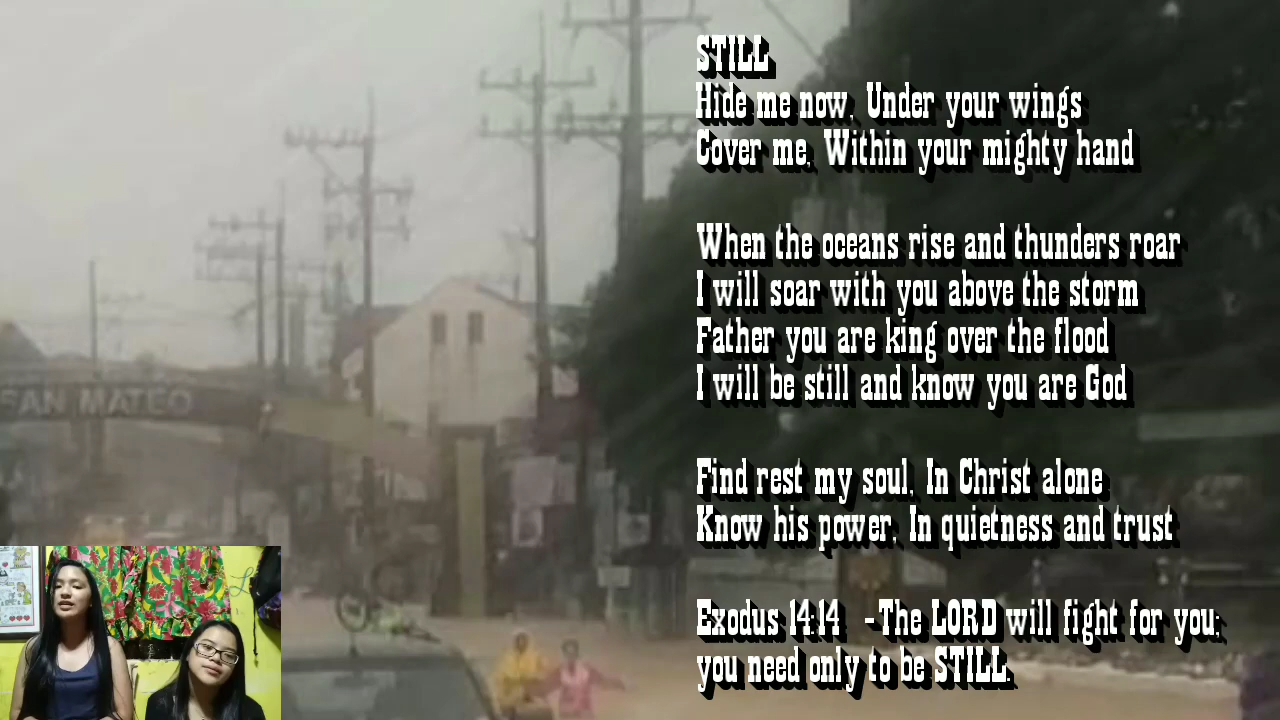 STILL
Hide me now, Under your wings
Cover me, Within your mighty hand
When the oceans rise and thunders roar
I will soar with you above the storm
Father you are king over the flood
I will be still and know you are God
Find rest my soul, In Christ alone
Know his power, In quietness and trust
Exodus 14:14 -The LORD will fight for you;
you need only to be STILL.
SAN MATEO